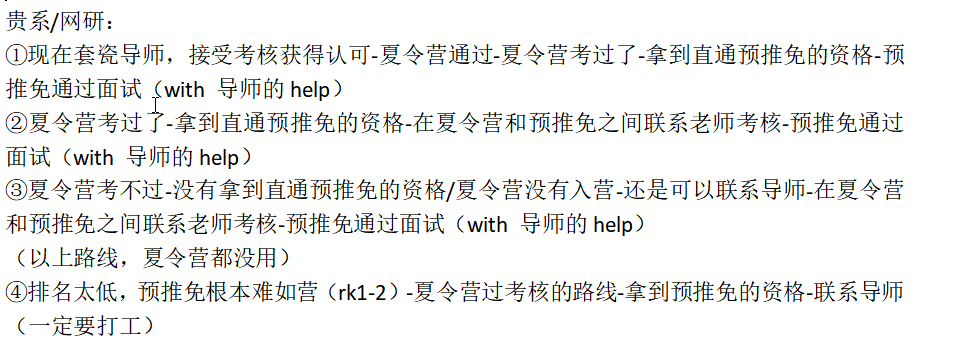 贵系/网研：
①现在套瓷导师，接受考核获得认可-夏令营通过-夏令营考过了-拿到直通预推免的资格-预
推免通过面试（with 导师的 help）
②夏令营考过了-拿到直通预推免的资格-在夏令营和预推免之间联系老师考核-预推免通过
面试（with 导师的 help）
③夏令营考不过-没有拿到直通预推免的资格/夏令营没有入营-还是可以联系导师-在夏令营
和预推免之间联系老师考核-预推免通过面试（with 导师的 help）
（以上路线，夏令营都没用）
④排名太低，预推免根本难如营（rk1-2）-夏令营过考核的路线-拿到预推免的资格-联系导师
（一定要打工）